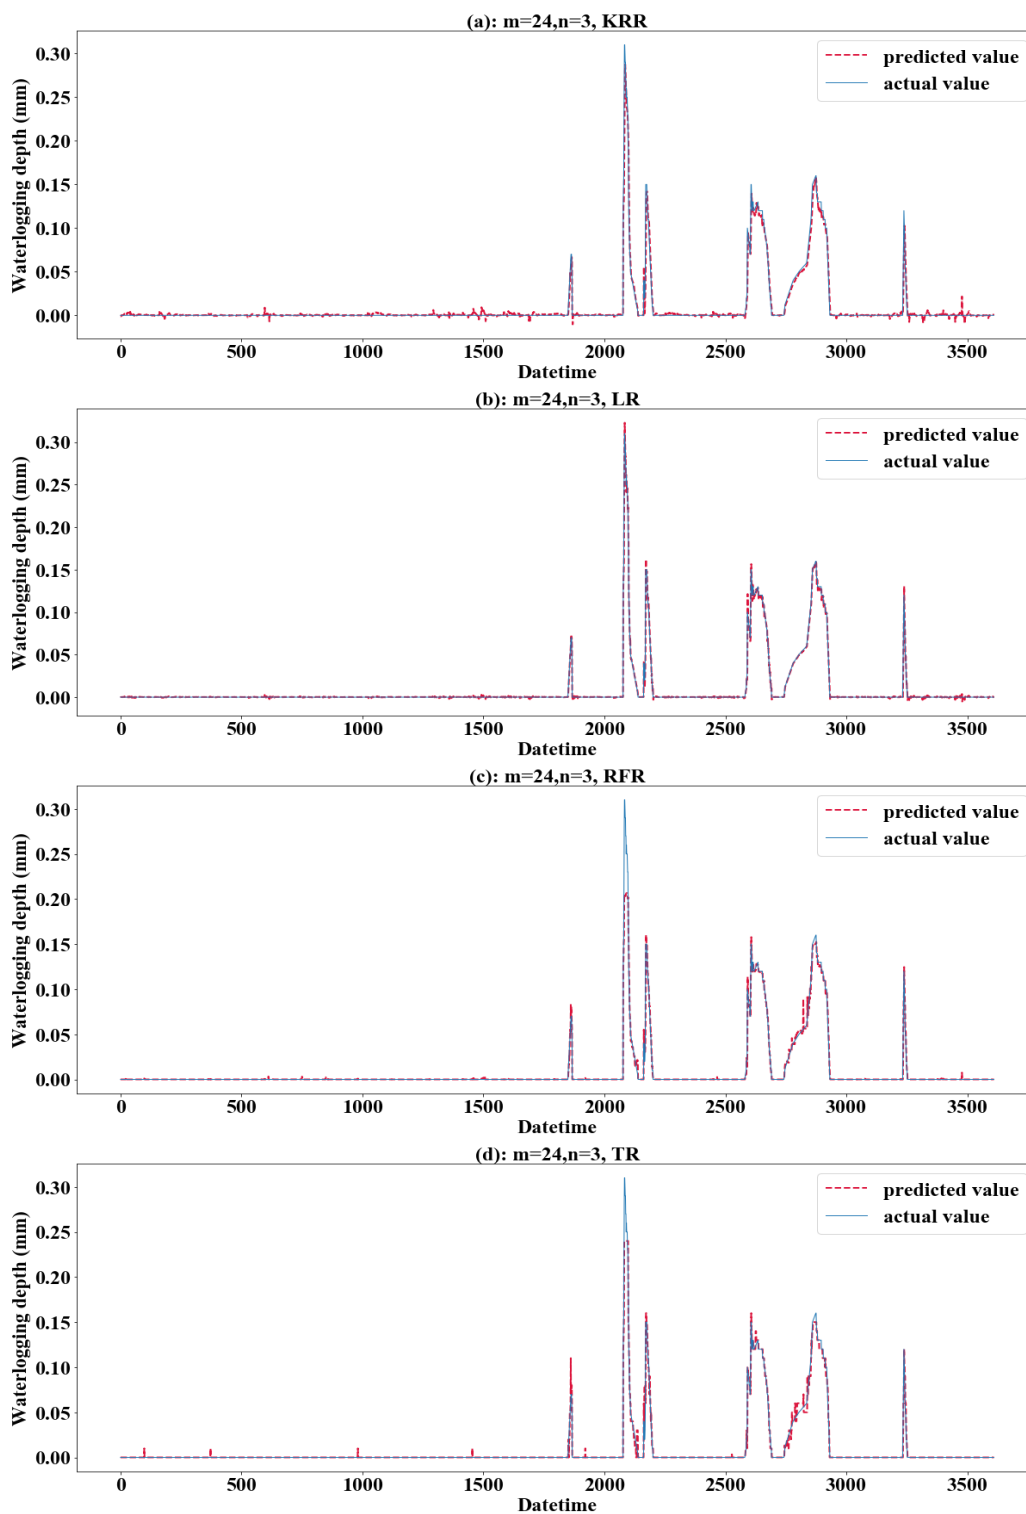 (a): m=24,n=3, KRR
Waterlogging depth (mm)
0.30
0.25
0.20
0.15
0.10
0.05
0.00
predicted value
actual value
0 500 1000 1500 2000 2500 3000 3500
Datetime
(b): m=24,n=3, LR
Waterlogging depth (mm)
0.30
0.25
0.20
0.15
0.10
0.05
0.00
predicted value
actual value
0 500 1000 1500 2000 2500 3000 3500
Datetime
(c): m=24,n=3, RFR
Waterlogging depth (mm)
0.30
0.25
0.20
0.15
0.10
0.05
0.00
predicted value
actual value
0 500 1000 1500 2000 2500 3000 3500
Datetime
(d): m=24,n=3, TR
Waterlogging depth (mm)
0.30
0.25
0.20
0.15
0.10
0.05
0.00
predicted value
actual value
0 500 1000 1500 2000 2500 3000 3500
Datetime